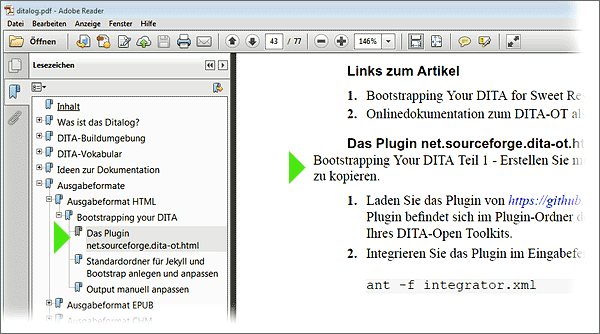 ditalog.pdf - Adobe Reader
Datei Bearbeiten Anzeige Fenster Hilfe
Öffnen 43 / 77 146%
Lesezeichen
Inhalt
Was ist das Ditalog?
DITA-Buildumgebung
DITA-Vokabular
Ideen zur Dokumentation
Ausgabeformate
Ausgabeformat HTML
Bootstrapping your DITA
Das Plugin
net.sourceforge.dita-ot.html
Standardordner für Jekyll und
Bootstrap anlegen und anpassen
Output manuell anpassen
Ausgabeformat EPUB
Ausgabeformat CHM
Links zum Artikel
1. Bootstrapping Your DITA for Sweet
2. Onlinedokumentation zum DITA-OT
Das Plugin net.sourceforge.dita-ot.ht
Bootstrapping Your DITA Teil 1 - Erstellen Sie
zu kopieren.
1. Laden Sie das Plugin von https://github
Plugin befindet sich im Plugin-Ordner
Ihres DITA-Open Toolkits.
2. Integrieren Sie das Plugin im
ant -f integrator.xml